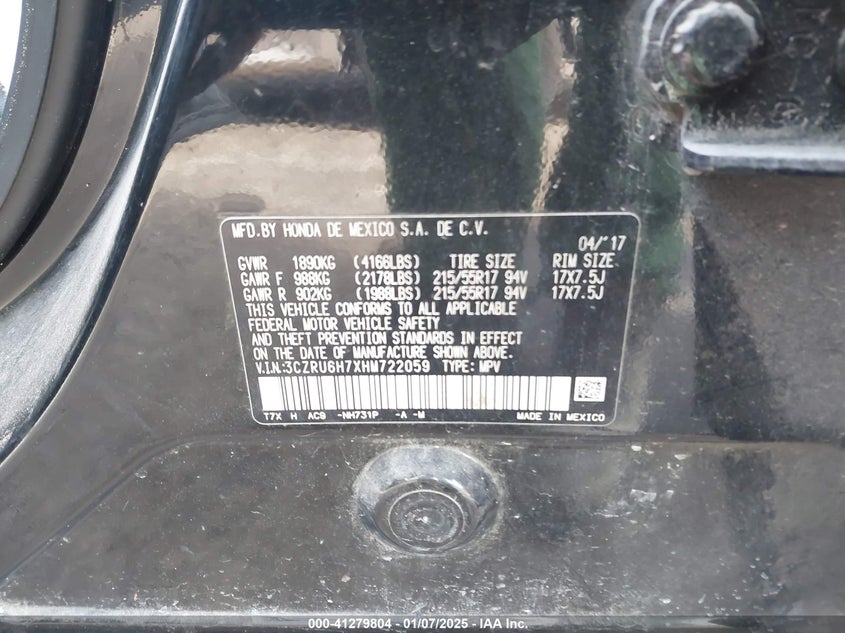 MFD.BY HONDA DE MEXICO S.A. DE C.V.
04/'17
GVWR 1890KG (4166LBS) TIRE SIZE RIM SIZE
GAWR F 988KG (2178LBS) 215/55R17 94V 17X7.5J
GAWR R 902KG (1988LBS) 215/55R17 94V 17X7.5J
THIS VEHICLE CONFORMS TO ALL APPLICABLE
FEDERAL MOTOR VEHICLE SAFETY
AND THEFT PREVENTION STANDARDS IN EFFECT
ON THE DATE OF MANUFACTURE SHOWN ABOVE.
V.I.N.:3CZRU6H7XHM722059 TYPE: MPV
T7X H AC9 -NH731P -A -M MADE IN MEXICO
000-41279804 - 01/07/2025 - IAA Inc.